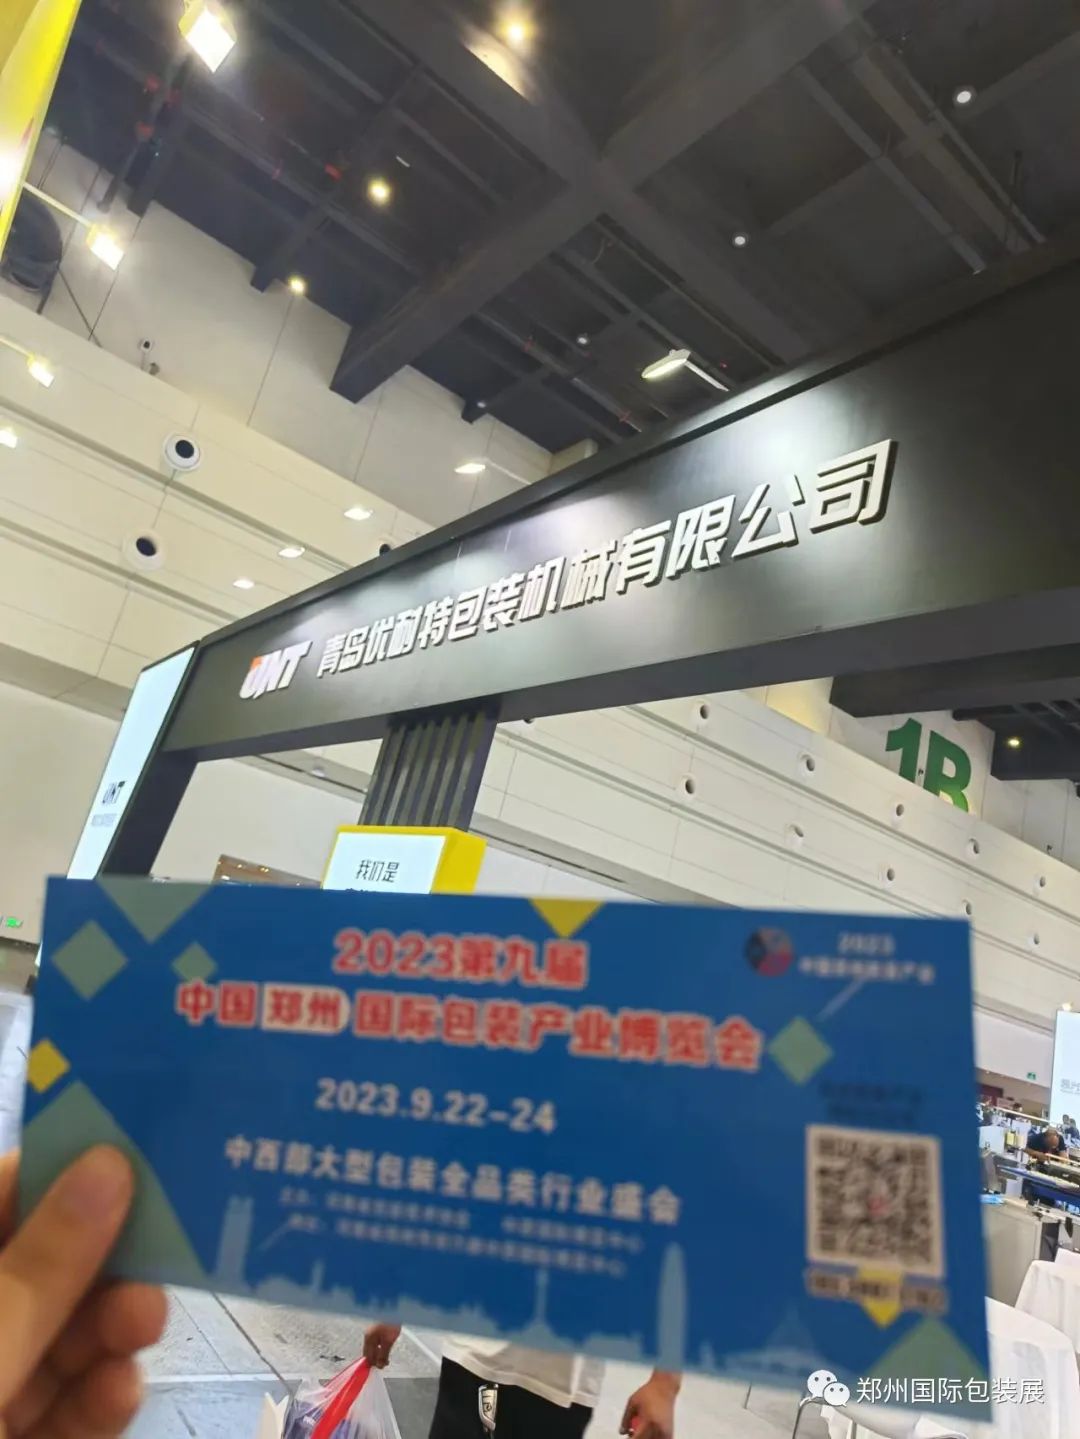 UNT 青岛优耐特包装机械有限公司
1B
UNT
我们是
2023第九届
中国郑州国际包装产业博览会
2023.9.22-24
中西部大型包装全品类行业盛会
2023
郑州国际包装展